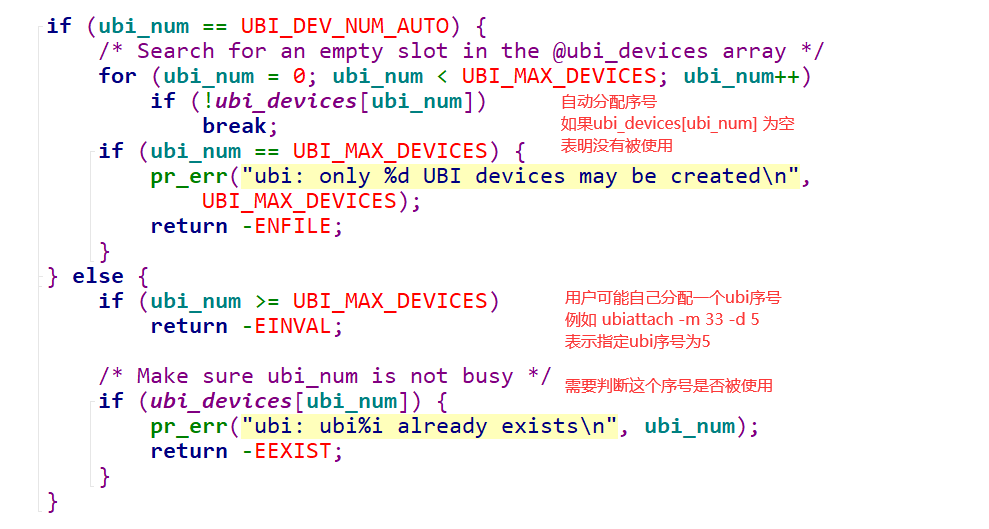 if (ubi_num == UBI_DEV_NUM_AUTO) {
/* Search for an empty slot in the @ubi_devices array */
for (ubi_num = 0; ubi_num < UBI_MAX_DEVICES; ubi_num++)
if (!ubi_devices[ubi_num])
自动分配序号
break;
如果ubi_devices[ubi_num] 为空
表明没有被使用
if (ubi_num == UBI_MAX_DEVICES) {
pr_err("ubi: only %d UBI devices may be created\n",
UBI_MAX_DEVICES);
return -ENFILE;
}
} else {
if (ubi_num >= UBI_MAX_DEVICES)
用户可能自己分配一个ubi序号
return -EINVAL;
例如 ubiattach -m 33 -d 5
表示指定ubi序号为5
/* Make sure ubi_num is not busy */
需要判断这个序号是否被使用
if (ubi_devices[ubi_num]) {
pr_err("ubi: ubi%i already exists\n", ubi_num);
return -EEXIST;
}
}